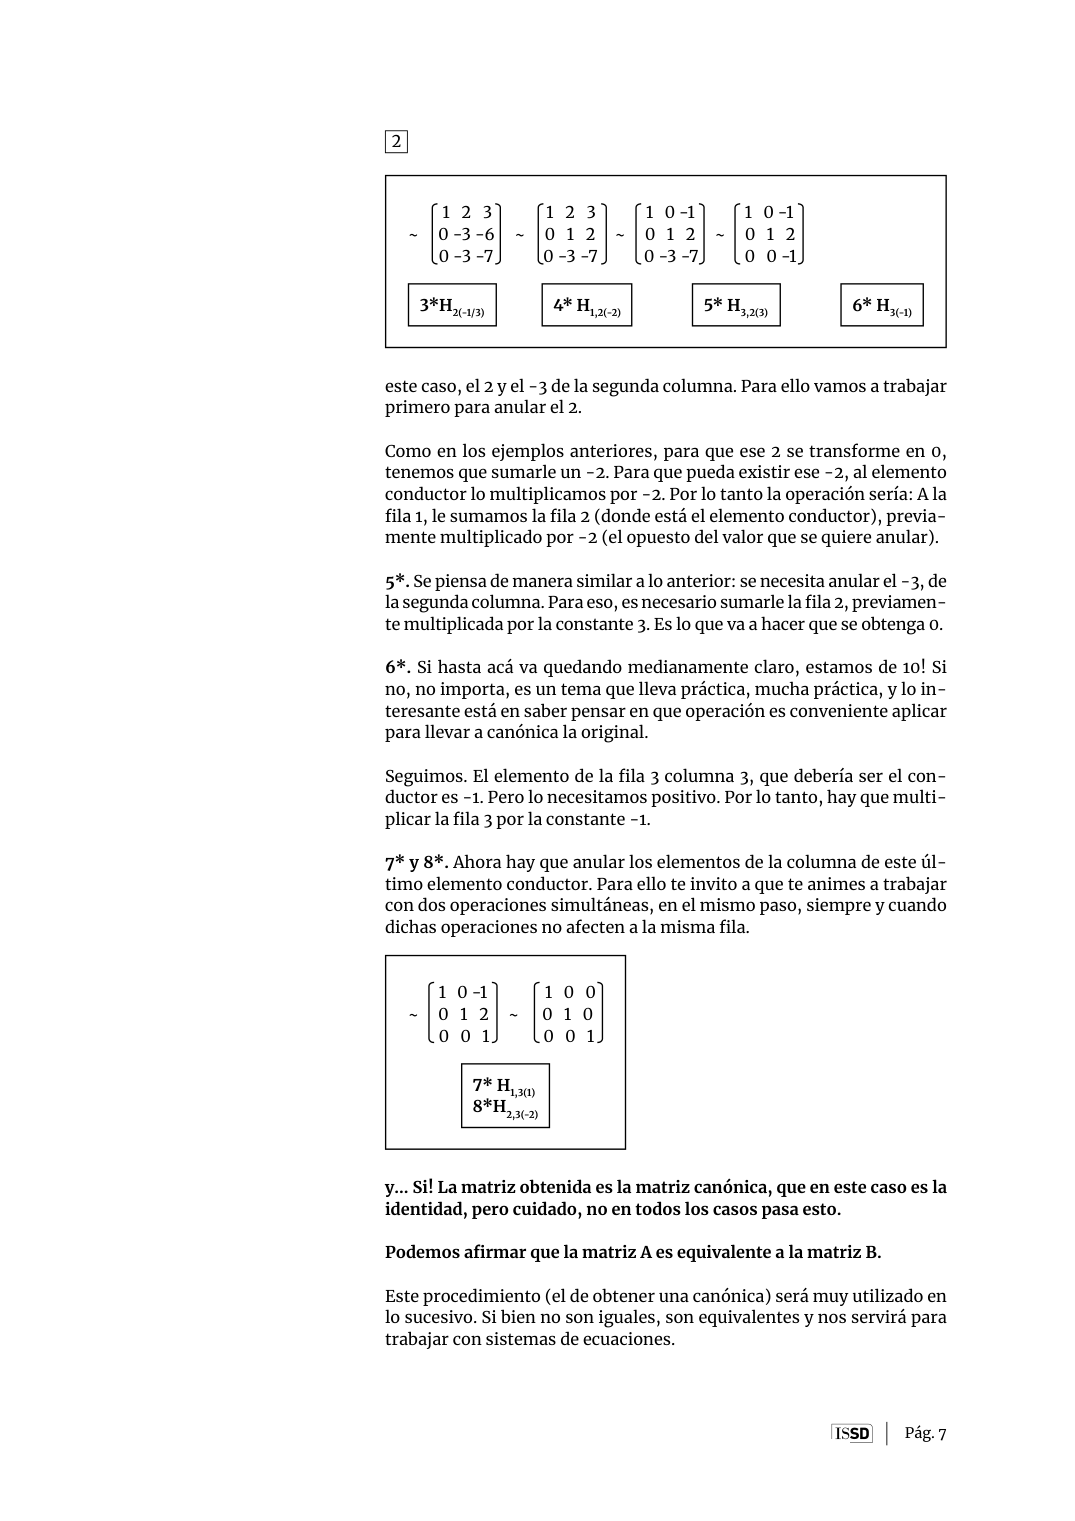 2
~ 1 2 3 ~ 1 2 3 ~ 1 0 -1 ~ 1 0 -1
0 -3 -6 0 1 2 0 1 2 0 1 2
0 -3 -7 0 -3 -7 0 -3 -7 0 0 -1
3*H2(-1/3) 4* H1,2(-2) 5* H3,2(3) 6* H3(-1)
este caso, el 2 y el -3 de la segunda columna. Para ello vamos a trabajar
primero para anular el 2.
Como en los ejemplos anteriores, para que ese 2 se transforme en 0,
tenemos que sumarle un -2. Para que pueda existir ese -2, al elemento
conductor lo multiplicamos por -2. Por lo tanto la operación sería: A la
fila 1, le sumamos la fila 2 (donde está el elemento conductor), previa-
mente multiplicado por -2 (el opuesto del valor que se quiere anular).
5*. Se piensa de manera similar a lo anterior: se necesita anular el -3, de
la segunda columna. Para eso, es necesario sumarle la fila 2, previamen-
te multiplicada por la constante 3. Es lo que va a hacer que se obtenga 0.
6*. Si hasta acá va quedando medianamente claro, estamos de 10! Si
no, no importa, es un tema que lleva práctica, mucha práctica, y lo in-
teresante está en saber pensar en que operación es conveniente aplicar
para llevar a canónica la original.
Seguimos. El elemento de la fila 3 columna 3, que debería ser el con-
ductor es -1. Pero lo necesitamos positivo. Por lo tanto, hay que multi-
plicar la fila 3 por la constante -1.
7* y 8*. Ahora hay que anular los elementos de la columna de este úl-
timo elemento conductor. Para ello te invito a que te animes a trabajar
con dos operaciones simultáneas, en el mismo paso, siempre y cuando
dichas operaciones no afecten a la misma fila.
~ 1 0 -1 ~ 1 0 0
0 1 2 0 1 0
0 0 1 0 0 1
7* H1,3(1)
8*H2,3(-2)
y... Si! La matriz obtenida es la matriz canónica, que en este caso es la
identidad, pero cuidado, no en todos los casos pasa esto.
Podemos afirmar que la matriz A es equivalente a la matriz B.
Este procedimiento (el de obtener una canónica) será muy utilizado en
lo sucesivo. Si bien no son iguales, son equivalentes y nos servirá para
trabajar con sistemas de ecuaciones.
ISSD Pág. 7